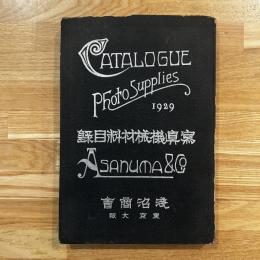 CATALOGUE
Photo Supplies
1929
寫眞機械材料目錄
ASANUMA & CO
淺沼商會
東京 大阪